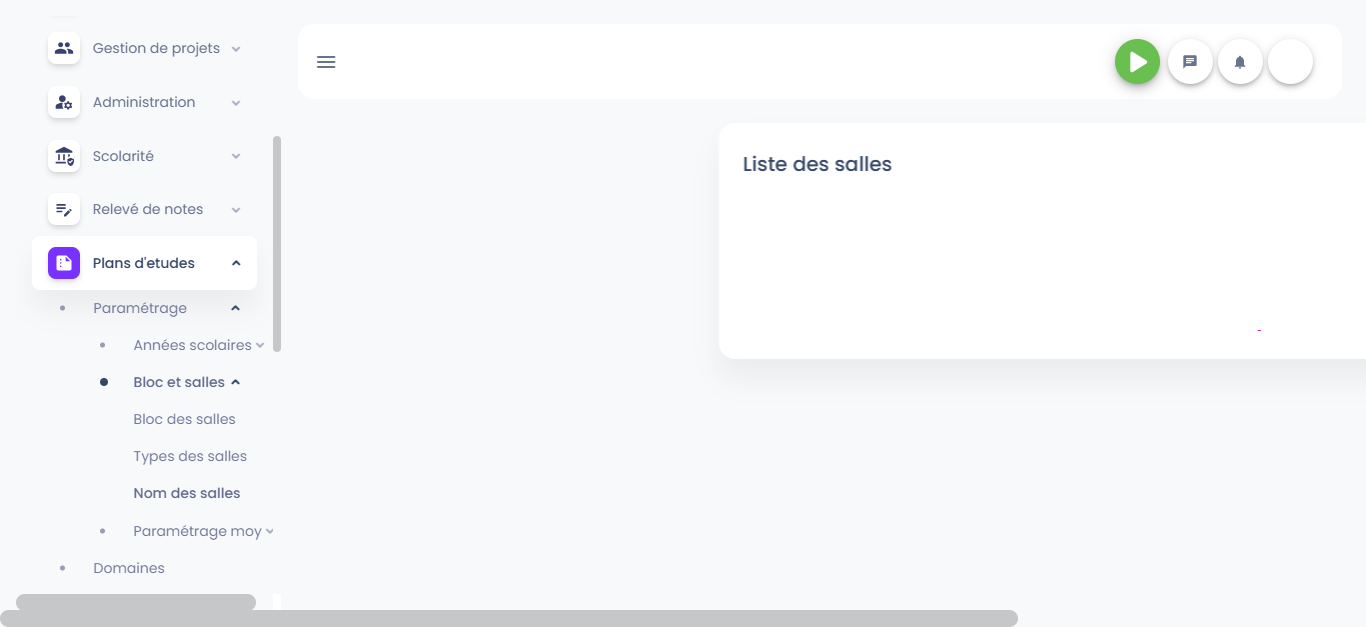 Gestion de projets
Administration
Scolarité
Relevé de notes
Plans d'etudes
Paramétrage
Années scolaires
Bloc et salles
Bloc des salles
Types des salles
Nom des salles
Paramétrage moy
Domaines
Liste des salles